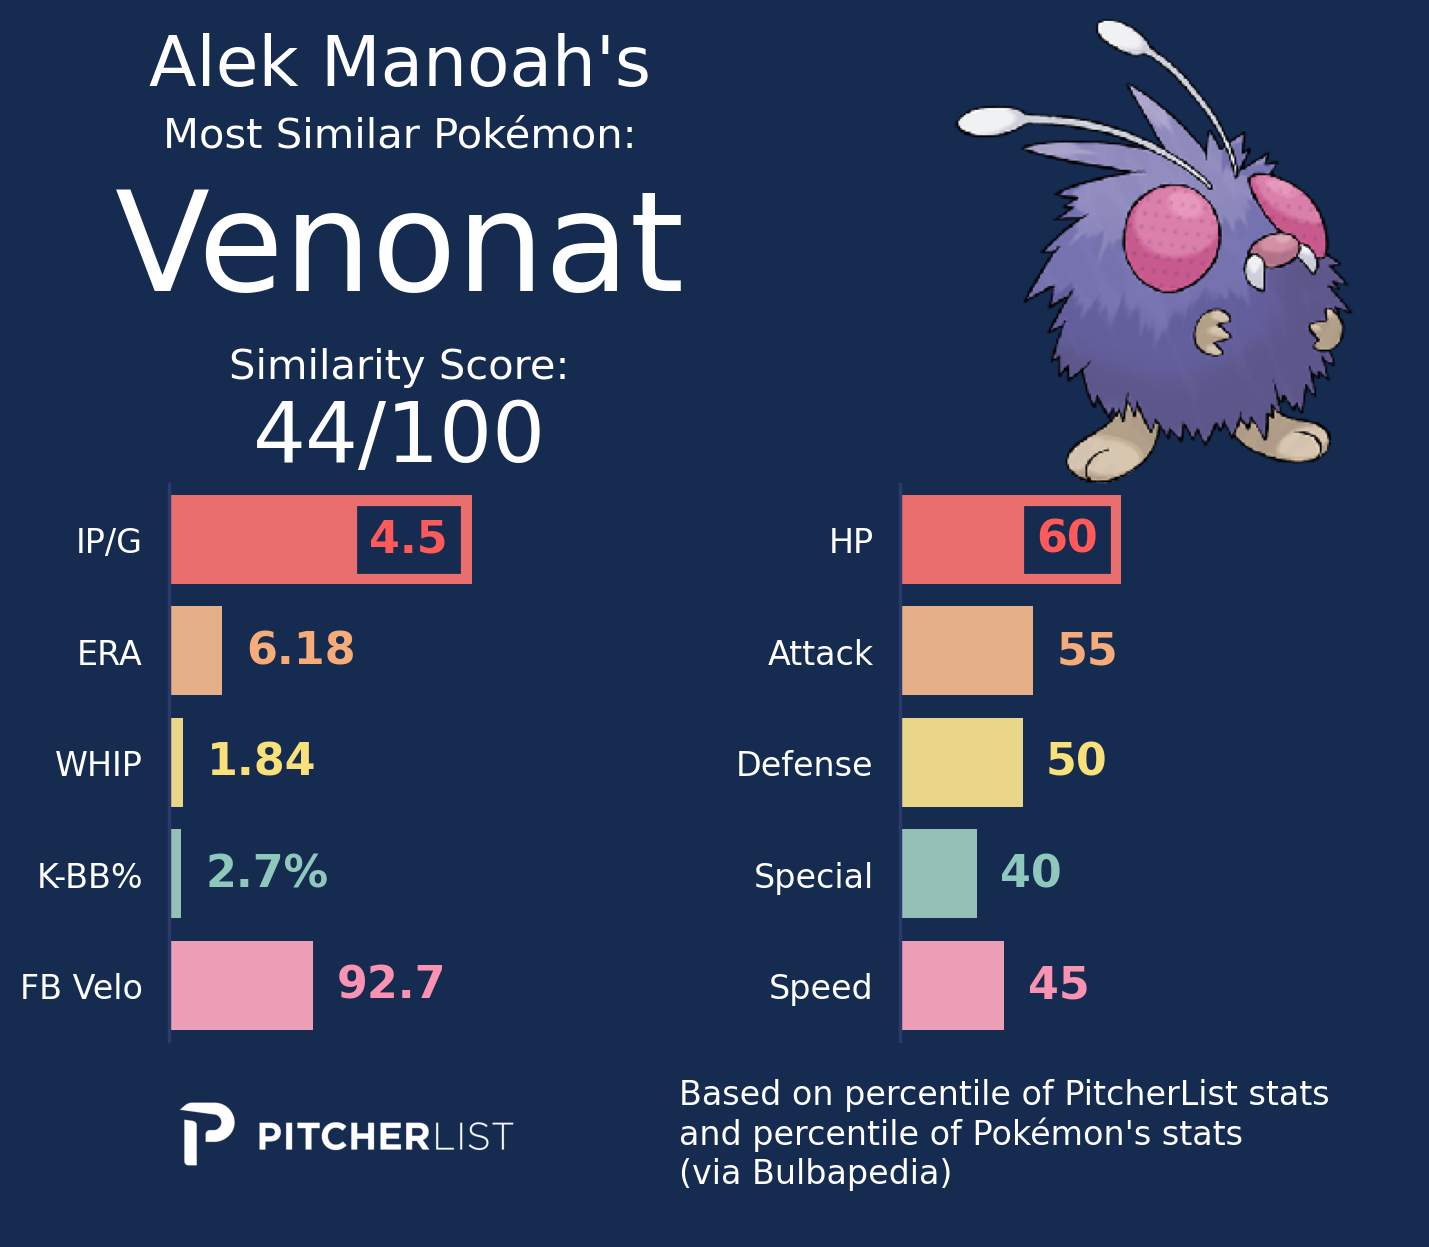 Alek Manoah's
Most Similar Pokémon:
Venonat
Similarity Score:
44/100
IP/G 4.5
ERA 6.18
WHIP 1.84
K-BB% 2.7%
FB Velo 92.7
HP 60
Attack 55
Defense 50
Special 40
Speed 45
PITCHERLIST
Based on percentile of PitcherList stats
and percentile of Pokémon's stats
(via Bulbapedia)